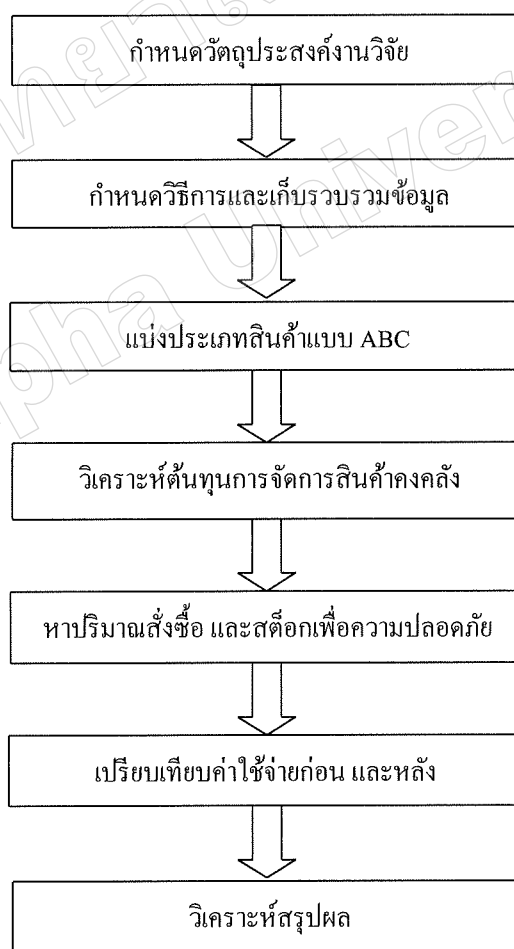 กำหนดวัตถุประสงค์งานวิจัย
กำหนดวิธีการและเก็บรวบรวมข้อมูล
แบ่งประเภทสินค้าแบบ ABC
วิเคราะห์ต้นทุนการจัดการสินค้าคงคลัง
หาปริมาณสั่งซื้อ และสต็อกเพื่อความปลอดภัย
เปรียบเทียบค่าใช้จ่ายก่อน และหลัง
วิเคราะห์สรุปผล